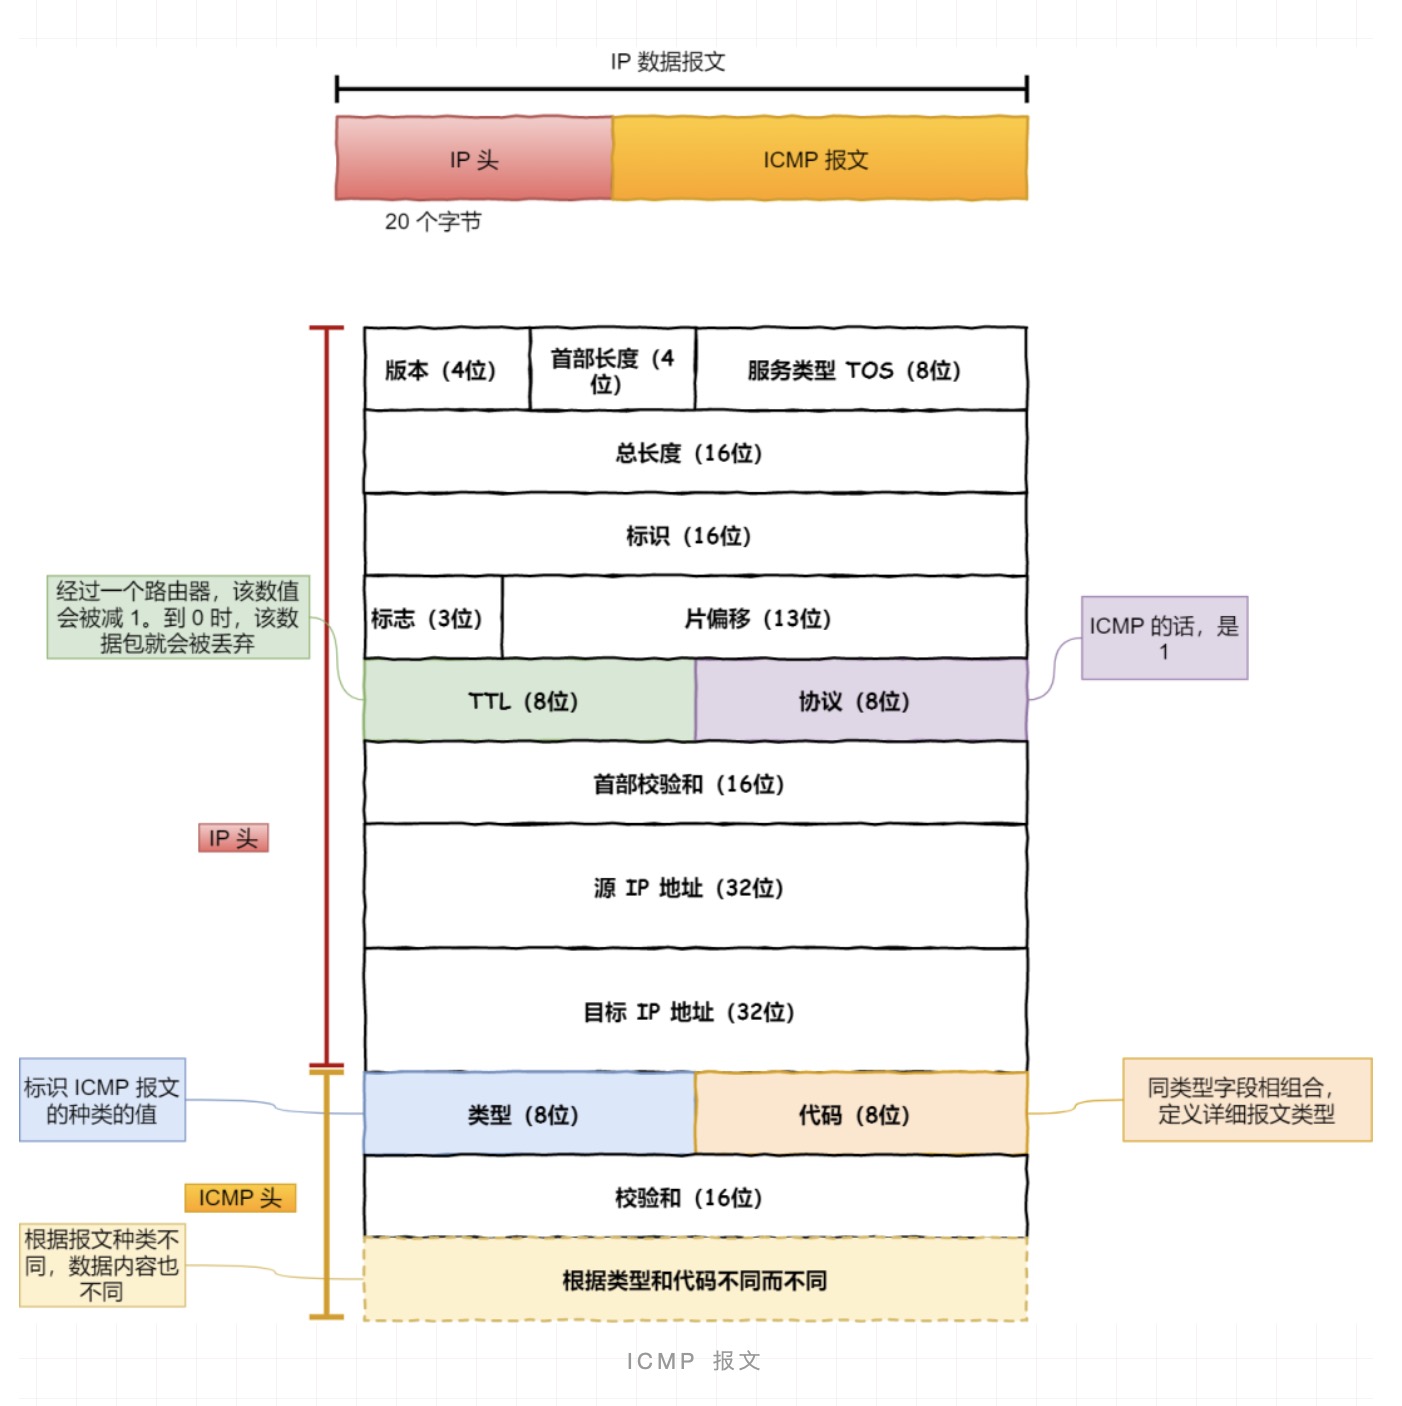 IP 数据报文
IP 头
ICMP 报文
20 个字节
版本（4位）
首部长度（4
位）
服务类型 TOS（8位）
总长度（16位）
标识（16位）
经过一个路由器，该数值
会被减 1。到 0 时，该数
据包就会被丢弃
标志（3位）
片偏移（13位）
ICMP 的话，是
1
TTL（8位）
协议（8位）
首部校验和（16位）
IP 头
源 IP 地址（32位）
目标 IP 地址（32位）
标识 ICMP 报文
的种类的值
类型（8位）
代码（8位）
同类型字段相组合，
定义详细报文类型
ICMP 头
校验和（16位）
根据报文种类不
同，数据内容也
不同
根据类型和代码不同而不同
ICMP 报文